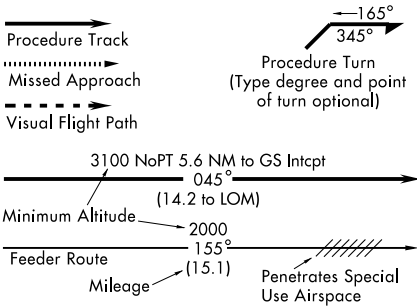 165°
345°
Procedure Track
Missed Approach
Visual Flight Path
Procedure Turn
(Type degree and point
of turn optional)
3100 NoPT 5.6 NM to GS Intcpt
045°
(14.2 to LOM)
Minimum Altitude
2000
155°
(15.1)
Feeder Route
Mileage
Penetrates Special
Use Airspace